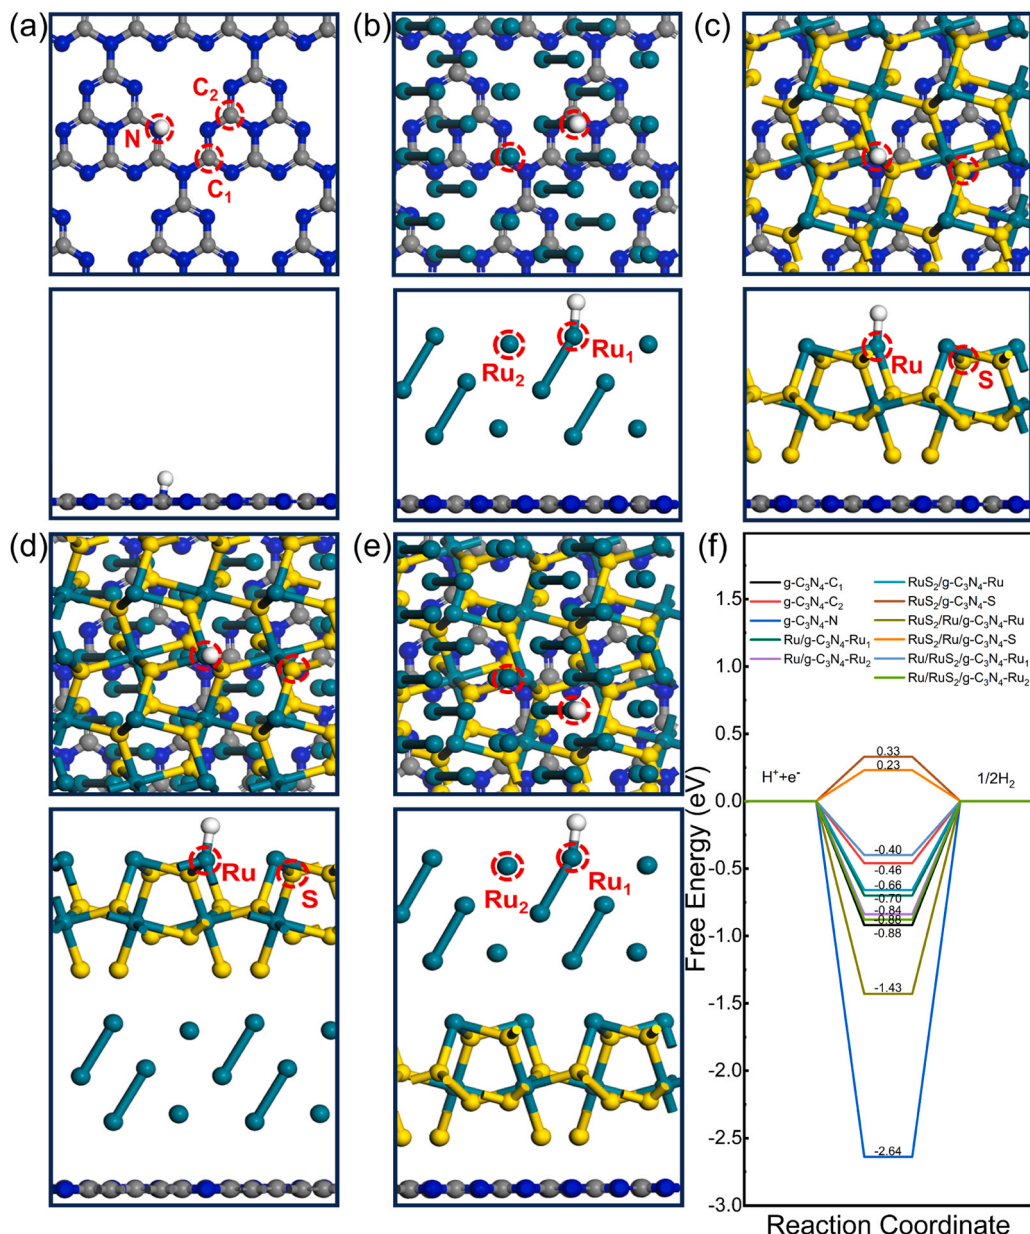 (a)
C₂
N
C₁
(b)
Ru₁
Ru₂
(c)
Ru
S
(d)
Ru
S
(e)
Ru₁
Ru₂
(f)
g-C₃N₄-C₁
g-C₃N₄-C₂
g-C₃N₄-N
Ru/g-C₃N₄-Ru₁
Ru/g-C₃N₄-Ru₂
RuS₂/g-C₃N₄-Ru
RuS₂/g-C₃N₄-S
RuS₂/Ru/g-C₃N₄-Ru
RuS₂/Ru/g-C₃N₄-S
Ru/RuS₂/g-C₃N₄-Ru₁
Ru/RuS₂/g-C₃N₄-Ru₂
Free Energy (eV)
1.5
1.0
0.5
0.0
-0.5
-1.0
-1.5
-2.0
-2.5
-3.0
H⁺+e⁻
1/2H₂
0.33
0.23
-0.40
-0.46
-0.66
-0.70
-0.84
-0.88
-1.43
-2.64
Reaction Coordinate